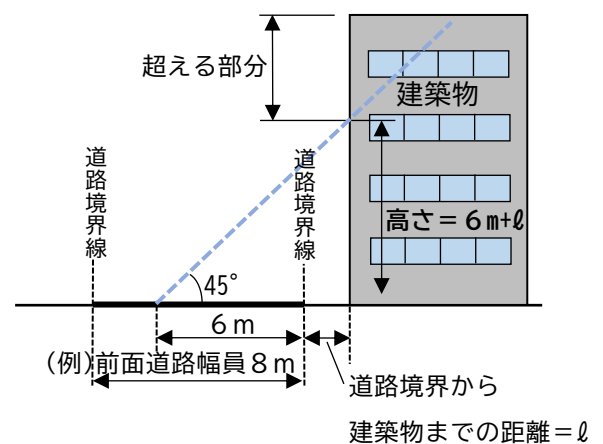 超える部分
建築物
道路境界線
道路境界線
高さ＝６ｍ+ℓ
45°
６ｍ
(例)前面道路幅員８ｍ
道路境界から
建築物までの距離＝ℓ